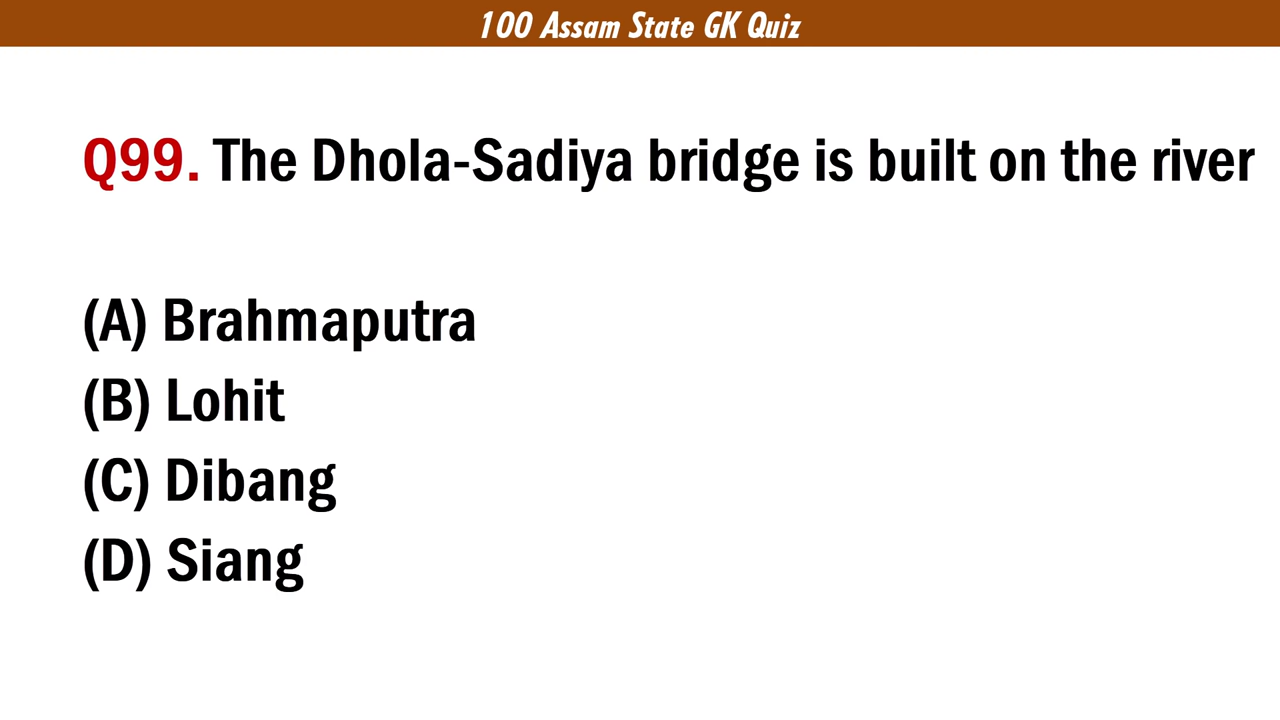 100 Assam State GK Quiz
Q99. The Dhola-Sadiya bridge is built on the river
(A) Brahmaputra
(B) Lohit
(C) Dibang
(D) Siang